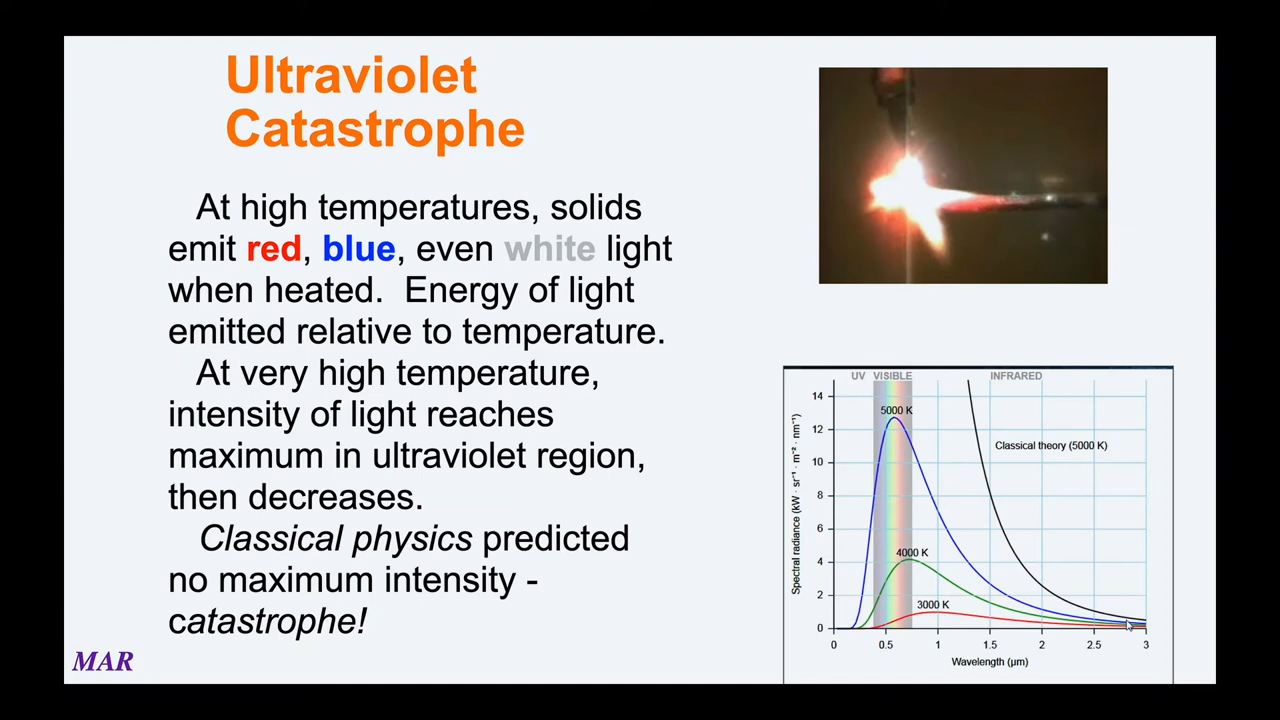 Ultraviolet
Catastrophe
At high temperatures, solids
emit red, blue, even white light
when heated. Energy of light
emitted relative to temperature.
At very high temperature,
intensity of light reaches
maximum in ultraviolet region,
then decreases.
Classical physics predicted
no maximum intensity -
catastrophe!
MAR
UV VISIBLE INFRARED
14
12
10
8
6
4
2
0
Spectral radiance (kW · sr⁻¹ · m⁻² · nm⁻¹)
5000 K
Classical theory (5000 K)
4000 K
3000 K
0 0.5 1 1.5 2 2.5 3
Wavelength (μm)